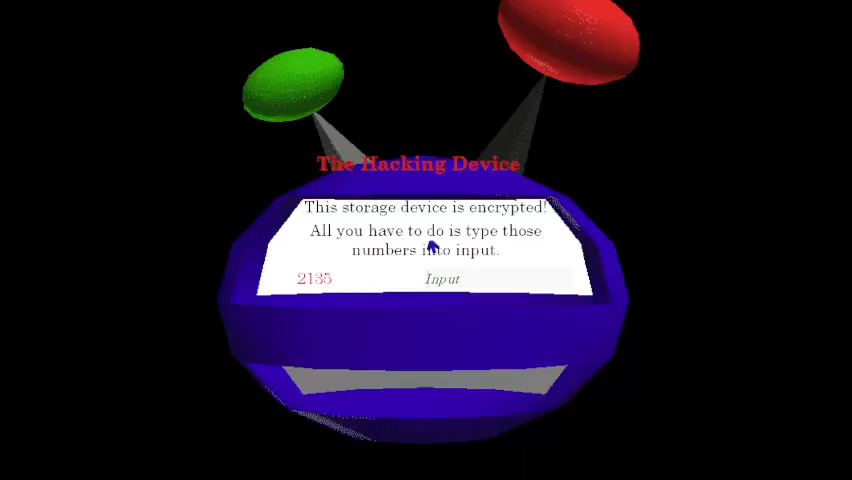 The Hacking Device
This storage device is encrypted!
All you have to do is type those
numbers into input.
2135 Input